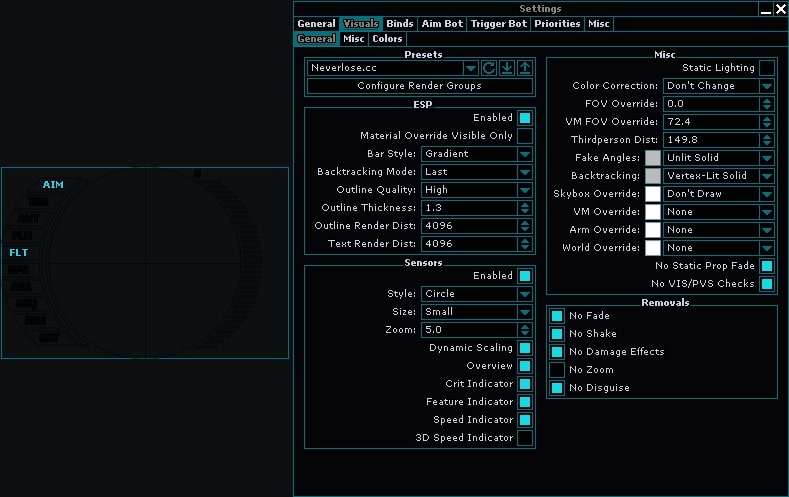 Settings
General Visuals Binds Aim Bot Trigger Bot Priorities Misc
General Misc Colors
Presets
Neverlose.cc
Configure Render Groups
ESP
Enabled
Material Override Visible Only
Bar Style: Gradient
Backtracking Mode: Last
Outline Quality: High
Outline Thickness: 1.3
Outline Render Dist: 4096
Text Render Dist: 4096
Sensors
Enabled
Style: Circle
Size: Small
Zoom: 5.0
Dynamic Scaling
Overview
Crit Indicator
Feature Indicator
Speed Indicator
3D Speed Indicator
Misc
Static Lighting
Color Correction: Don't Change
FOV Override: 0.0
VM FOV Override: 72.4
Thirdperson Dist: 149.8
Fake Angles: Unlit Solid
Backtracking: Vertex-Lit Solid
Skybox Override: Don't Draw
VM Override: None
Arm Override: None
World Override: None
No Static Prop Fade
No VIS/PVS Checks
Removals
No Fade
No Shake
No Damage Effects
No Zoom
No Disguise
AIM
FLT